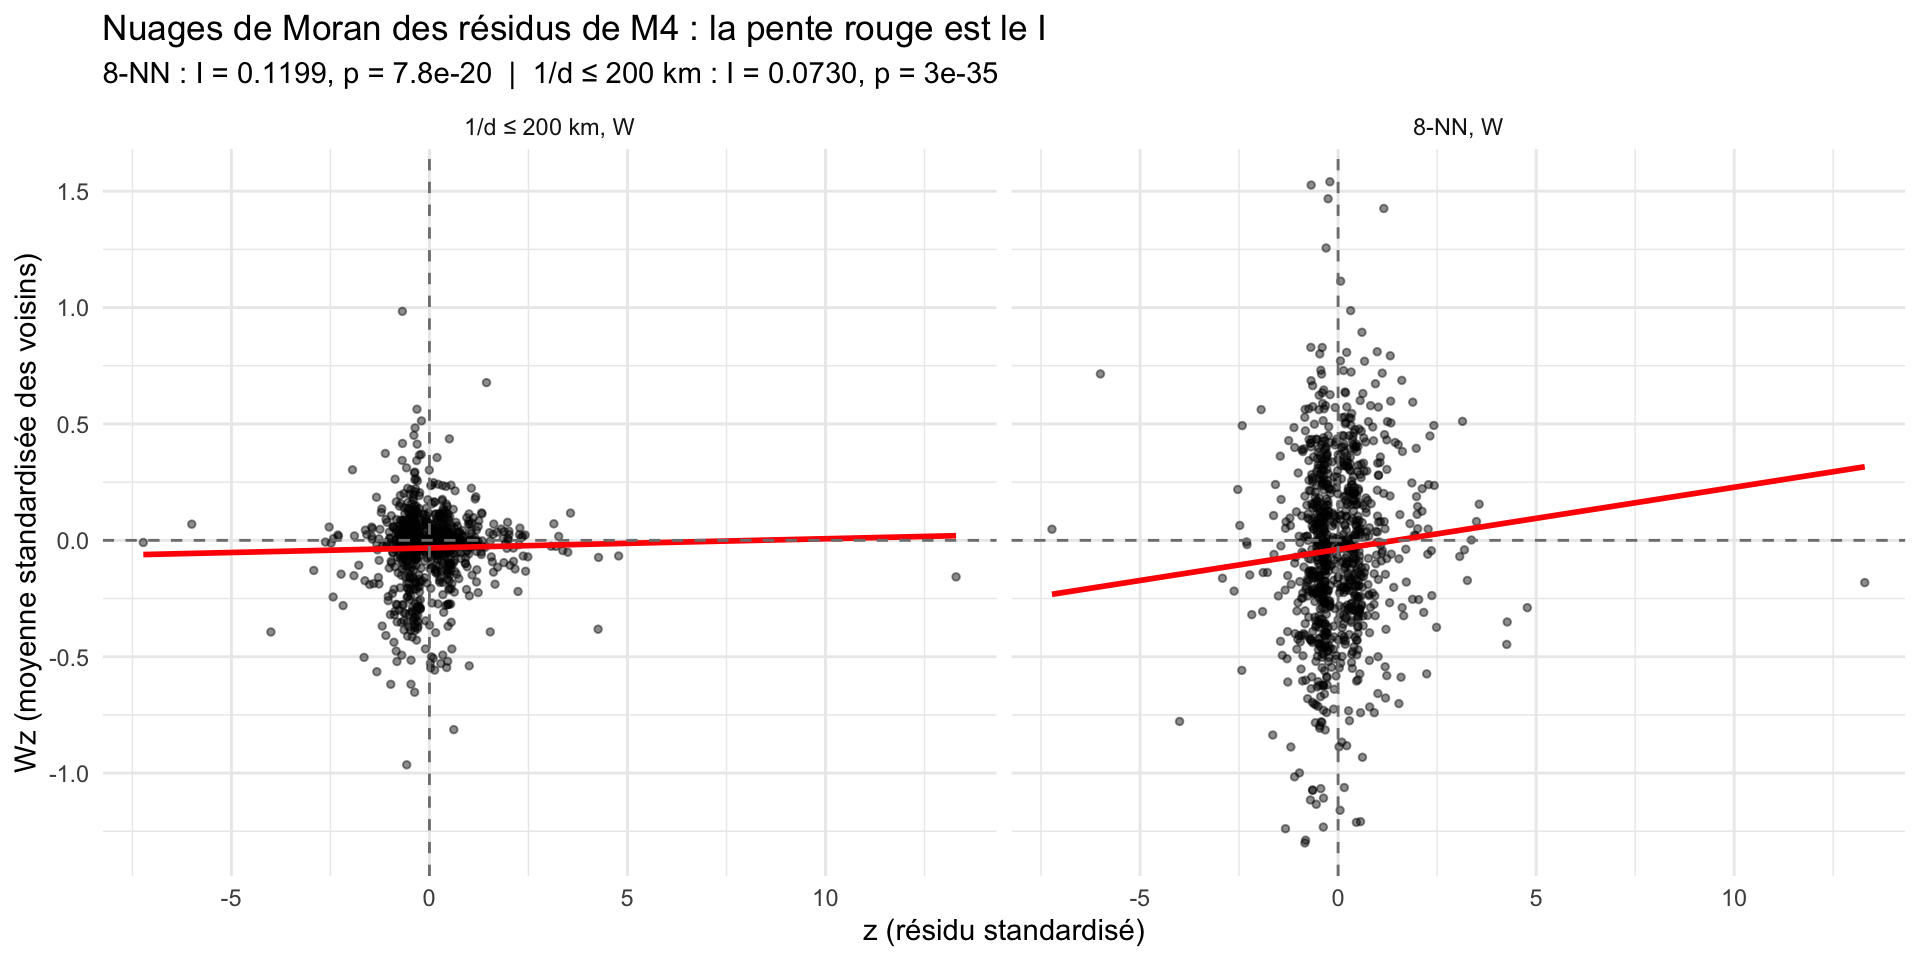 Nuages de Moran des résidus de M4 : la pente rouge est le I
8-NN : I = 0.1199, p = 7.8e-20 | 1/d ≤ 200 km : I = 0.0730, p = 3e-35
1/d ≤ 200 km, W
8-NN, W
Wz (moyenne standardisée des voisins)
1.5
1.0
0.5
0.0
-0.5
-1.0
-5 0 5 10
-5 0 5 10
z (résidu standardisé)